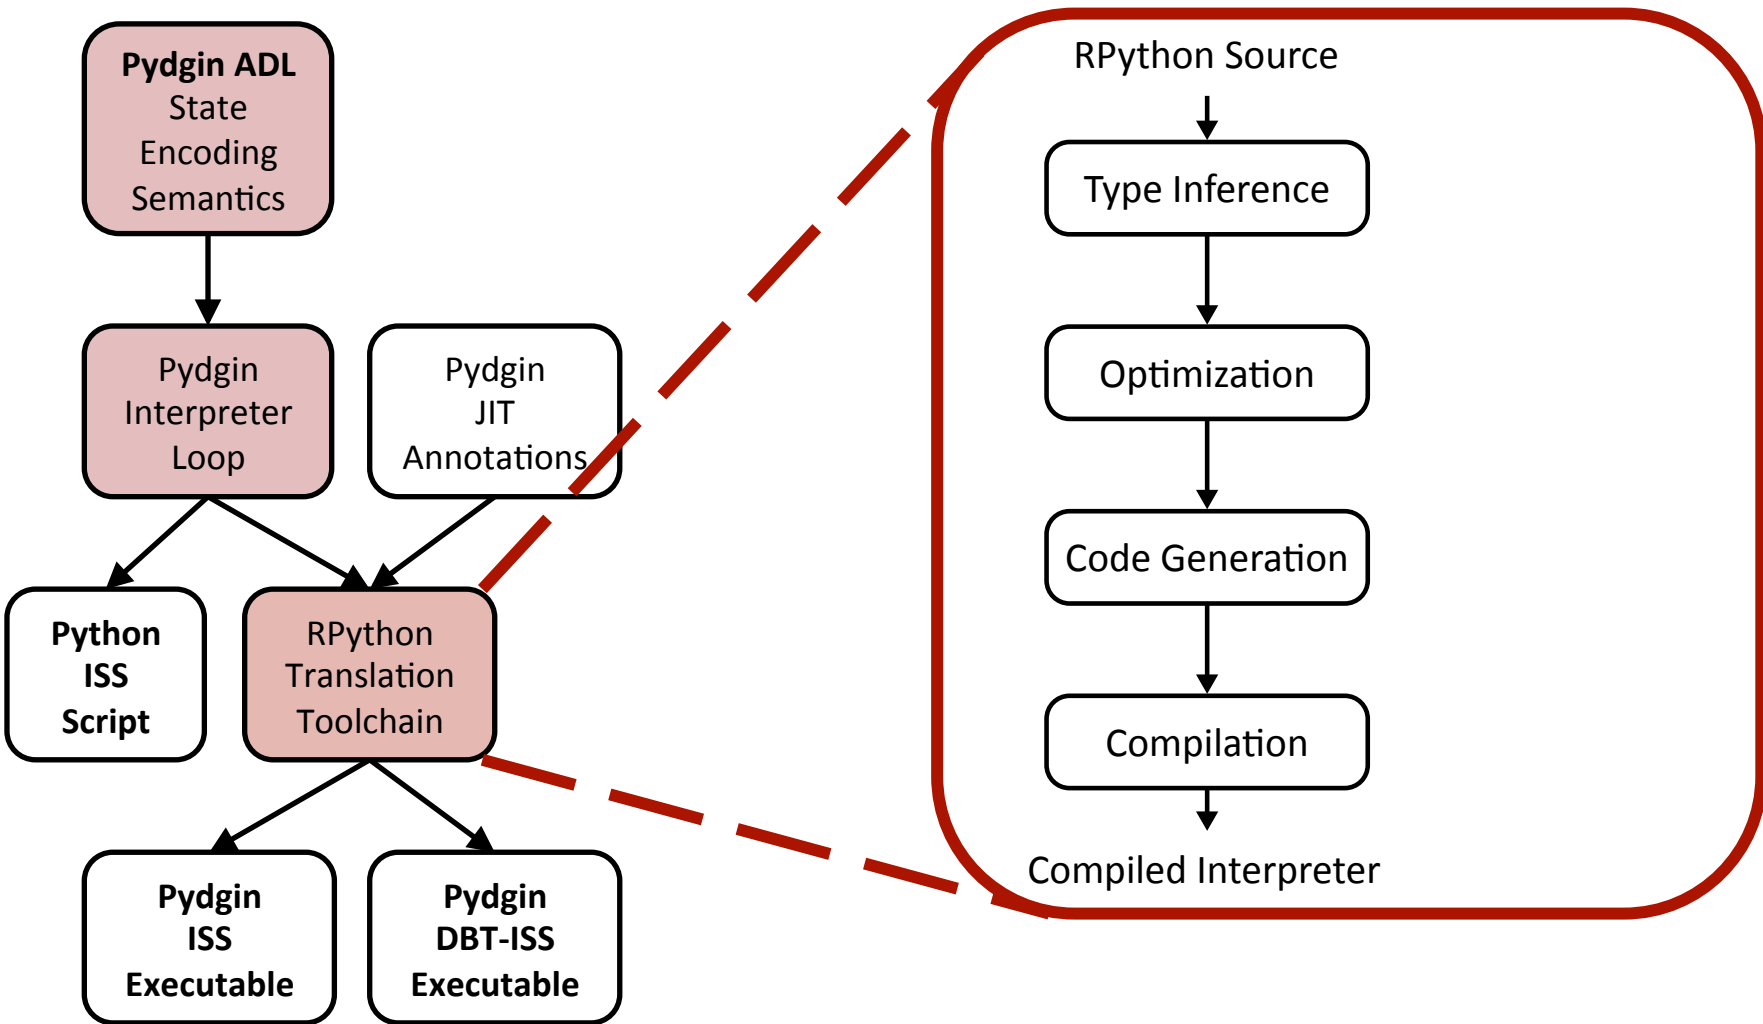 Pydgin ADL
State
Encoding
Semantics
Pydgin
Interpreter
Loop
Pydgin
JIT
Annotations
Python
ISS
Script
RPython
Translation
Toolchain
Pydgin
ISS
Executable
Pydgin
DBT-ISS
Executable
RPython Source
Type Inference
Optimization
Code Generation
Compilation
Compiled Interpreter